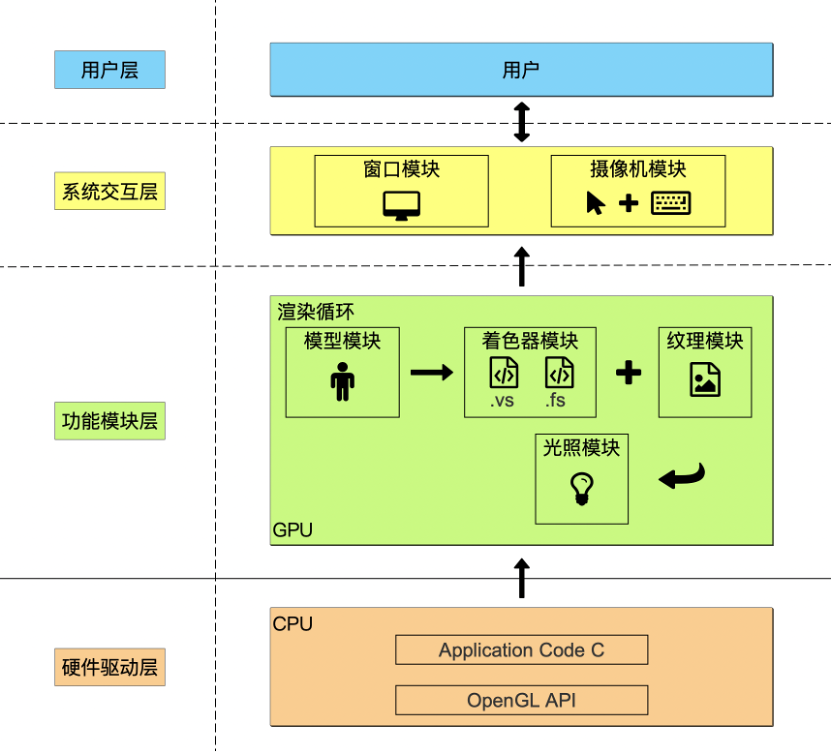 用户层
用户
系统交互层
窗口模块
摄像机模块
功能模块层
渲染循环
模型模块
着色器模块
.vs
.fs
纹理模块
光照模块
GPU
硬件驱动层
CPU
Application Code C
OpenGL API